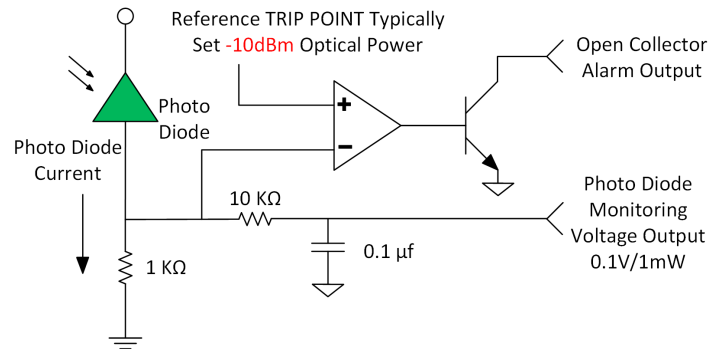 Reference TRIP POINT Typically
Set -10dBm Optical Power
Open Collector
Alarm Output
Photo
Diode
Photo Diode
Current
+
-
10 KΩ
1 KΩ
0.1 µf
Photo Diode
Monitoring
Voltage Output
0.1V/1mW